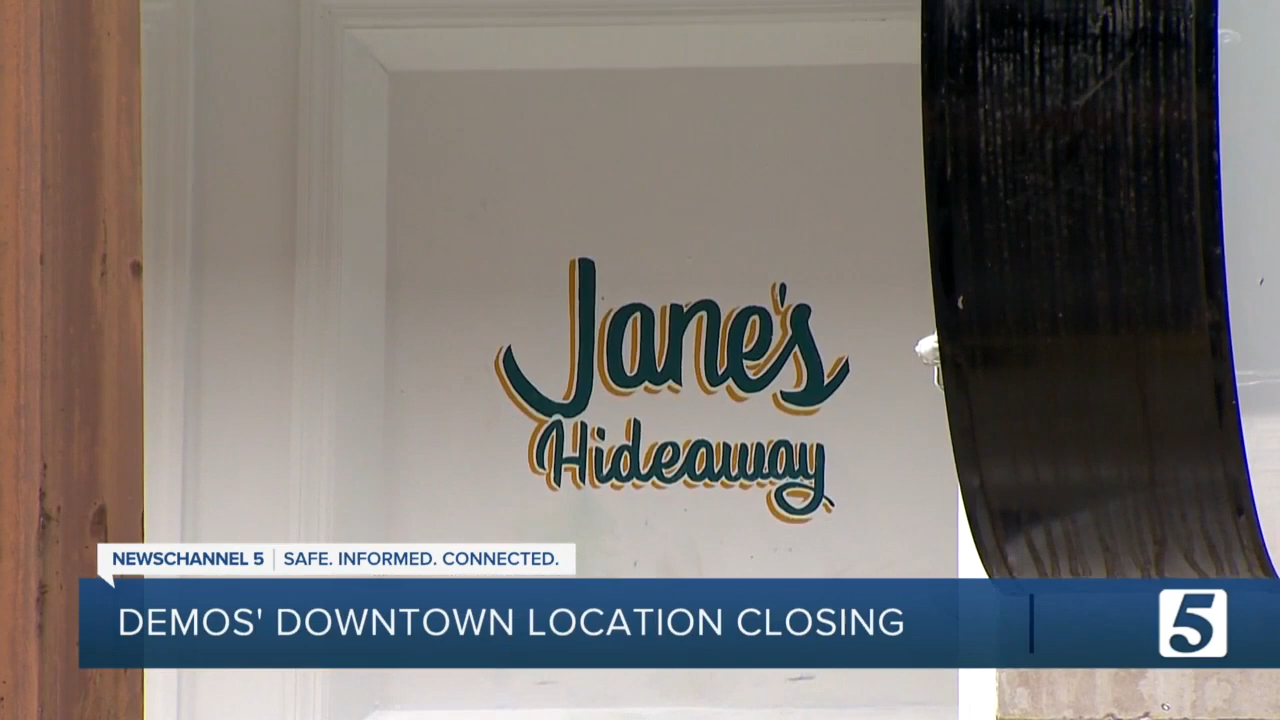 Jane's
Hideaway
NEWSCHANNEL 5 | SAFE. INFORMED. CONNECTED.
DEMOS' DOWNTOWN LOCATION CLOSING
5